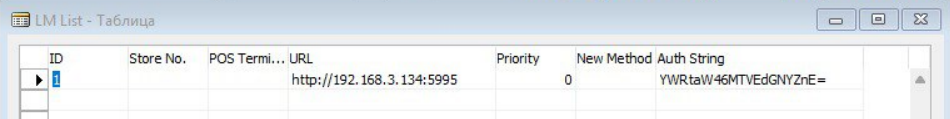 LM List - Таблица
ID Store No. POS Termi... URL Priority New Method Auth String
1 http://192.168.3.134:5995 0 YWRtaW46MTVEdGNYZnE=